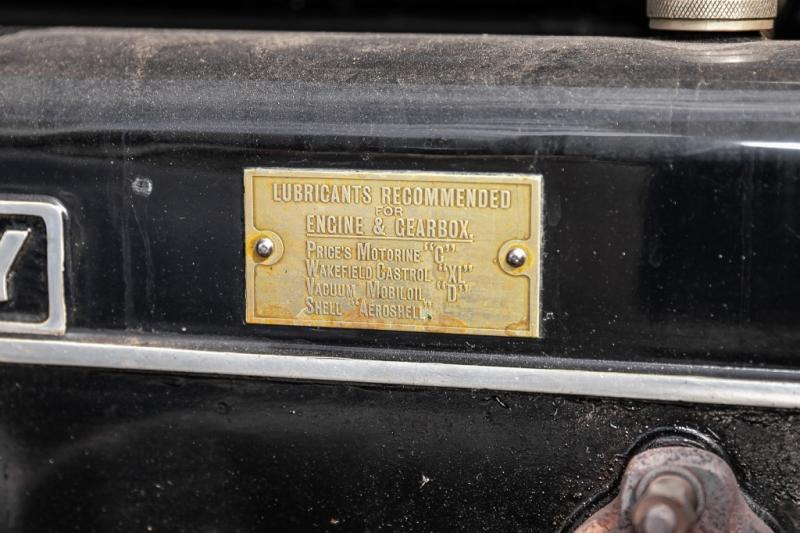 Y
LUBRICANTS RECOMMENDED
FOR
ENGINE & GEARBOX.
PRICE'S MOTORINE "C"
WAKEFIELD CASTROL "XL"
VACUUM MOBILOIL "D"
SHELL "AEROSHELL"